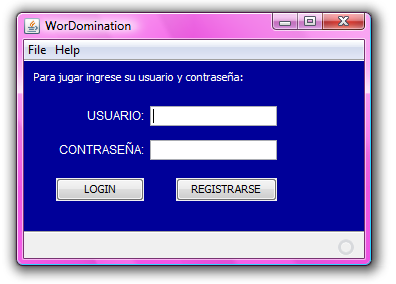 WorDomination
File Help
Para jugar ingrese su usuario y contraseña:
USUARIO:
CONTRASEÑA:
LOGIN REGISTRARSE